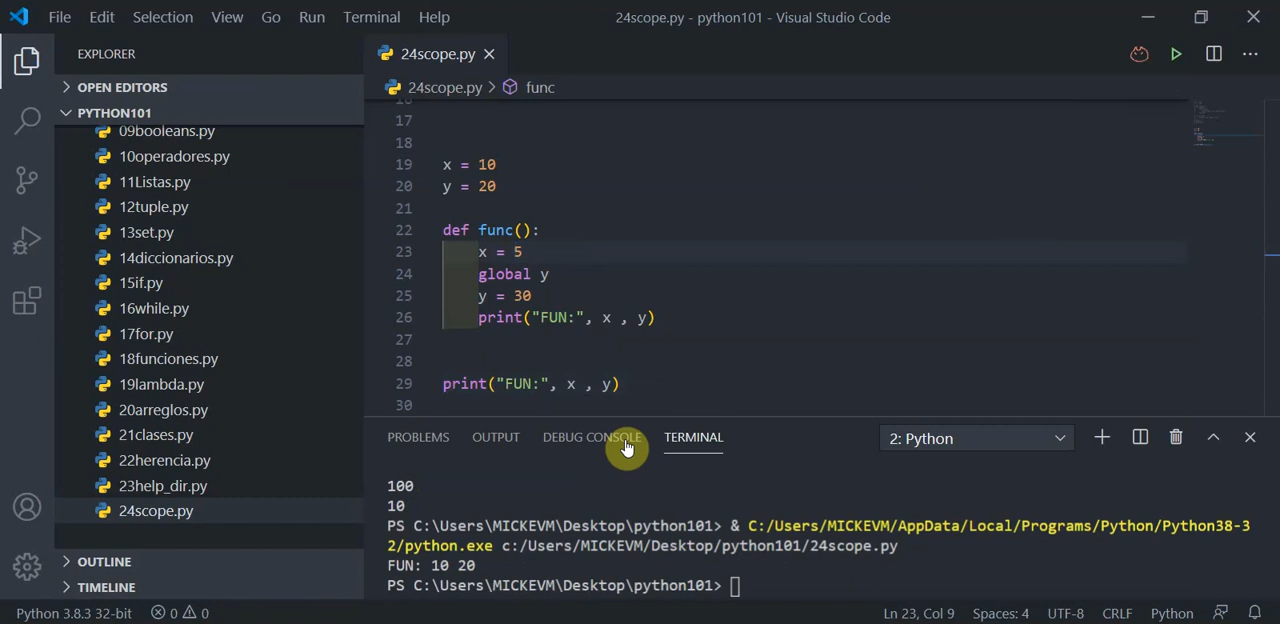 File Edit Selection View Go Run Terminal Help 24scope.py - python101 - Visual Studio Code
EXPLORER
OPEN EDITORS
PYTHON101
09booleans.py
10operadores.py
11Listas.py
12tuple.py
13set.py
14diccionarios.py
15if.py
16while.py
17for.py
18funciones.py
19lambda.py
20arreglos.py
21clases.py
22herencia.py
23help_dir.py
24scope.py
OUTLINE
TIMELINE
24scope.py
24scope.py > func
16
17
18
19 x = 10
20 y = 20
21
22 def func():
23 x = 5
24 global y
25 y = 30
26 print("FUN:", x , y)
27
28
29 print("FUN:", x , y)
30
PROBLEMS OUTPUT DEBUG CONSOLE TERMINAL 2: Python
100
10
PS C:\Users\MICKEVM\Desktop\python101> & C:/Users/MICKEVM/AppData/Local/Programs/Python/Python38-3
2/python.exe c:/Users/MICKEVM/Desktop/python101/24scope.py
FUN: 10 20
PS C:\Users\MICKEVM\Desktop\python101>
Python 3.8.3 32-bit 0 0 Ln 23, Col 9 Spaces: 4 UTF-8 CRLF Python